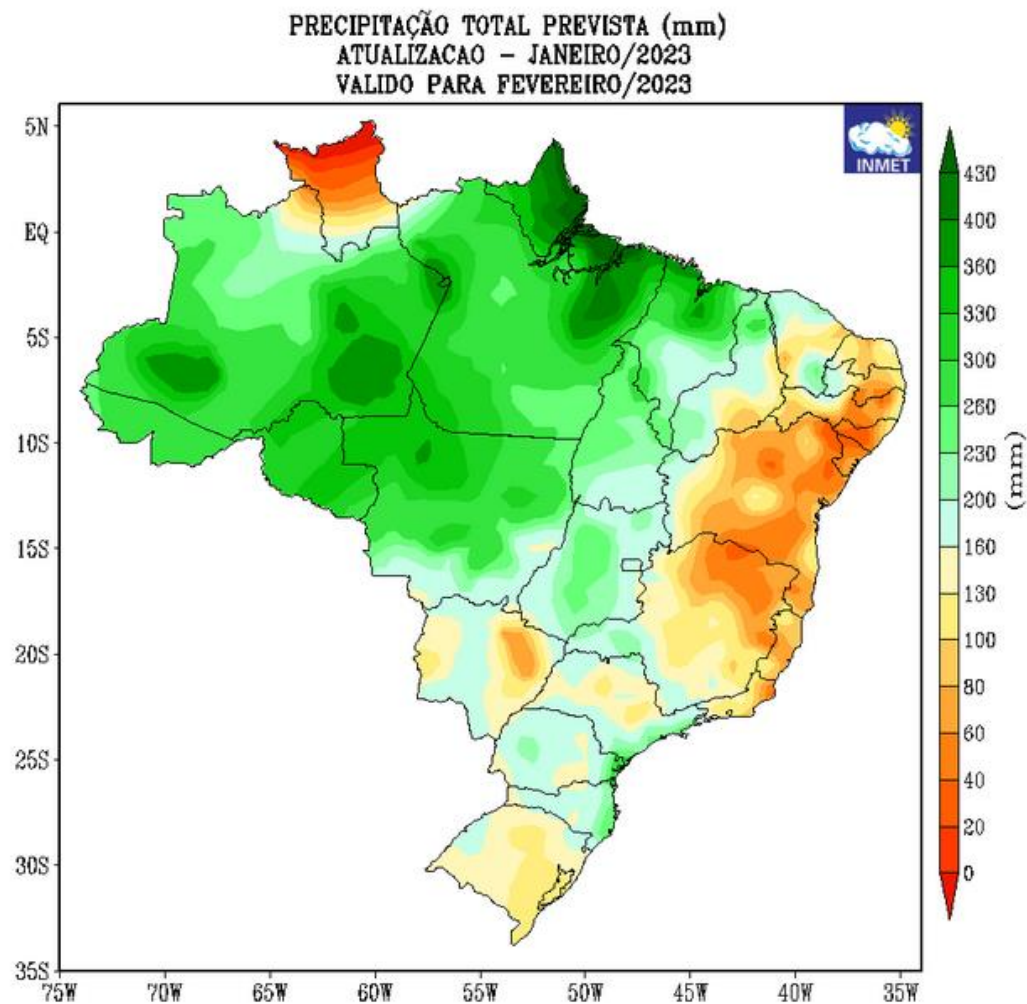 PRECIPITAÇÃO TOTAL PREVISTA (mm)
ATUALIZACAO - JANEIRO/2023
VALIDO PARA FEVEREIRO/2023
INMET
5N
EQ
5S
10S
15S
20S
25S
30S
35S
75W 70W 65W 60W 55W 50W 45W 40W 35W
430
400
360
330
300
260
230
200
160
130
100
80
60
40
20
0
(mm)